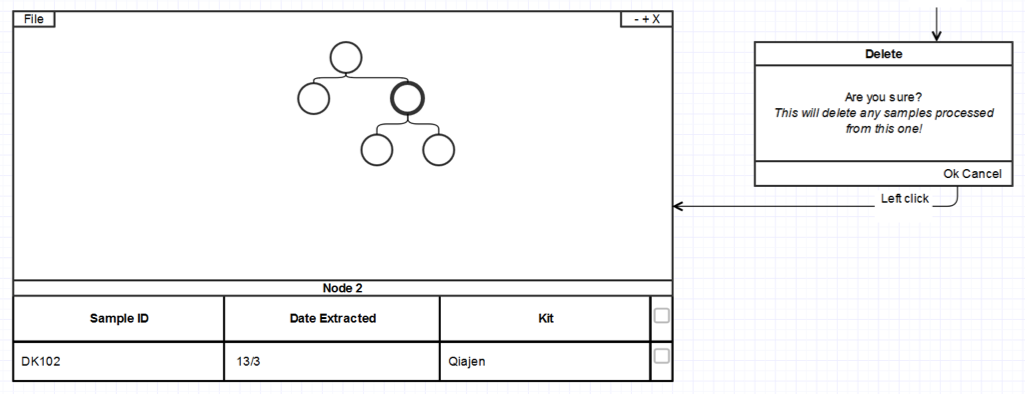 File
- + X
Delete
Are you sure?
This will delete any samples processed
from this one!
Ok Cancel
Left click
Node 2
Sample ID Date Extracted Kit
DK102 13/3 Qiajen